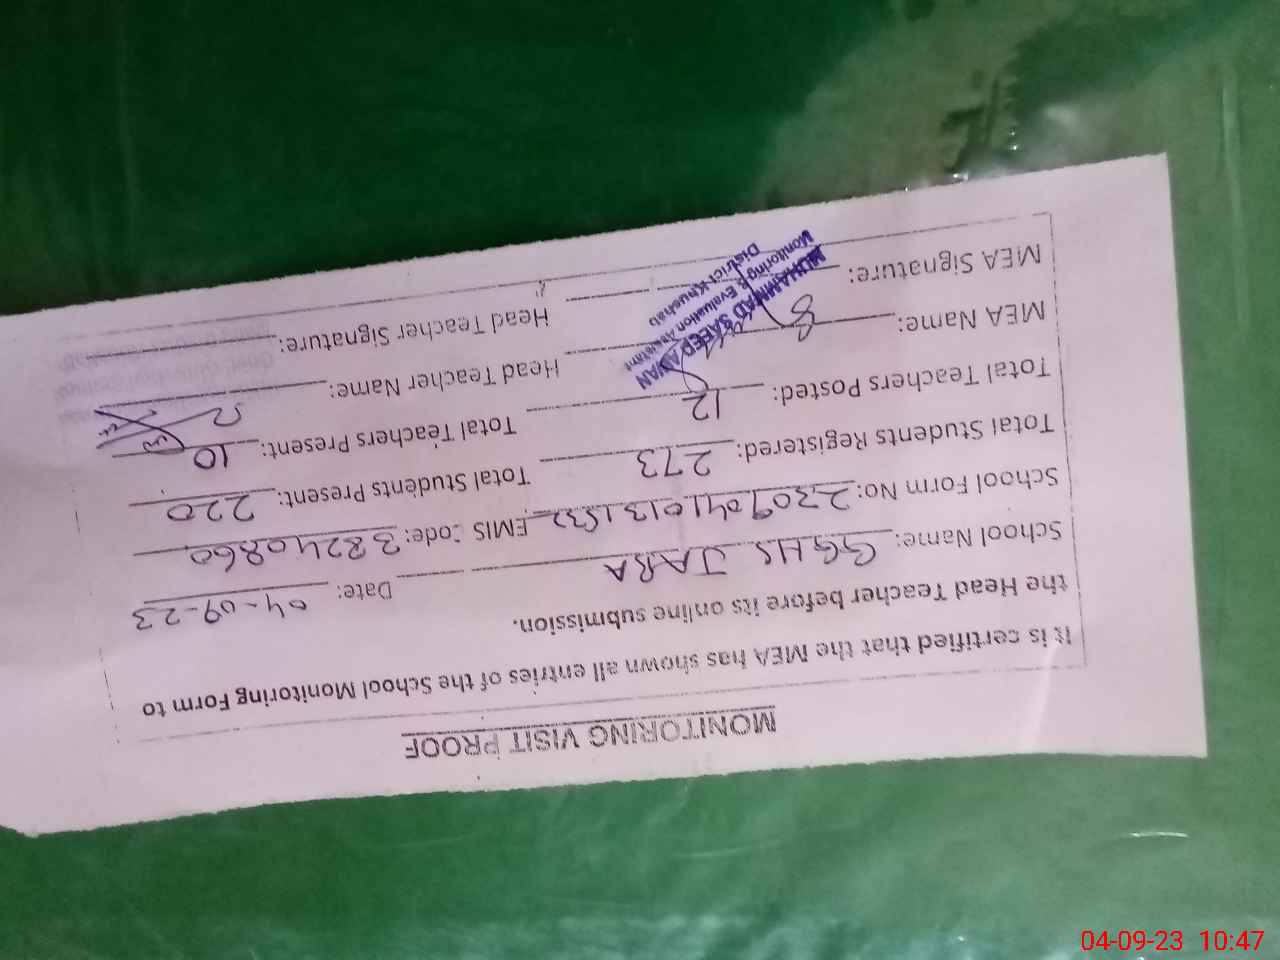 MONITORING VISIT PROOF
It is certified that the MEA has shown all entries of the School Monitoring Form to
the Head Teacher before its online submission.
School Name: GGHS JABA Date: 04-09-23
School Form No: 2309041013 EMIS Code: 38240860
Total Students Registered: 273 Total Students Present: 220
Total Teachers Posted: 12 Total Teachers Present: 10
MEA Name: Head Teacher Name:
MEA Signature: Head Teacher Signature:
MUHAMMAD SAEED AWAN
Monitoring & Evaluation Assistant
District Khushab
04-09-23 10:47